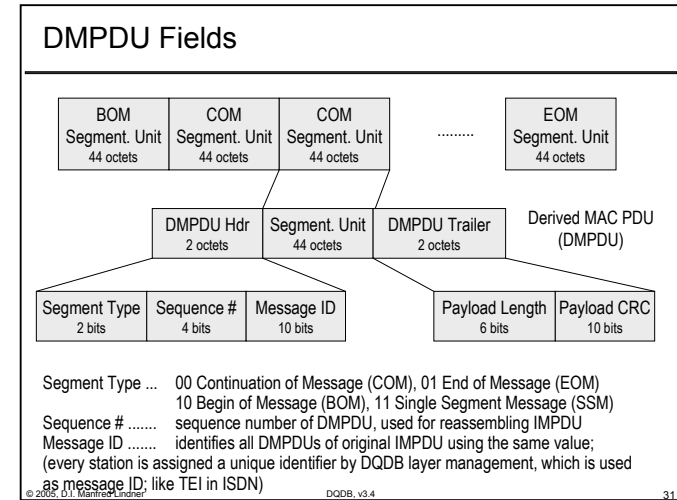 DMPDU Fields
BOM
Segment. Unit
44 octets
COM
Segment. Unit
44 octets
COM
Segment. Unit
44 octets
.........
EOM
Segment. Unit
44 octets
DMPDU Hdr
2 octets
Segment. Unit
44 octets
DMPDU Trailer
2 octets
Derived MAC PDU
(DMPDU)
Segment Type
2 bits
Sequence #
4 bits
Message ID
10 bits
Payload Length
6 bits
Payload CRC
10 bits
Segment Type ... 00 Continuation of Message (COM), 01 End of Message (EOM)
10 Begin of Message (BOM), 11 Single Segment Message (SSM)
Sequence # ....... sequence number of DMPDU, used for reassembling IMPDU
Message ID ....... identifies all DMPDUs of original IMPDU using the same value;
(every station is assigned a unique identifier by DQDB layer management, which is used
as message ID; like TEI in ISDN)
© 2005, D.I. Manfred Lindner
DQDB, v3.4
31